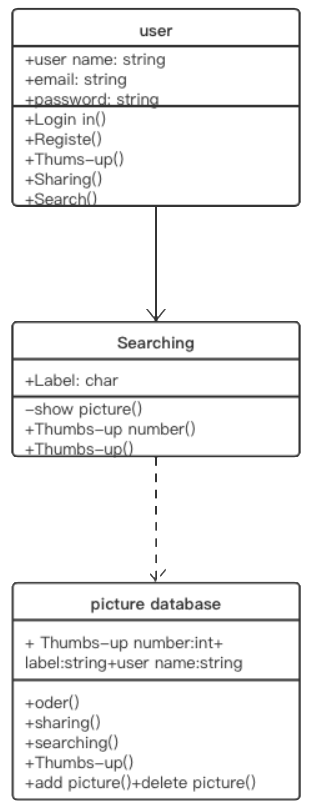 user
+user name: string
+email: string
+password: string
+Login in()
+Registe()
+Thums-up()
+Sharing()
+Search()
Searching
+Label: char
-show picture()
+Thumbs-up number()
+Thumbs-up()
picture database
+ Thumbs-up number:int+
label:string+user name:string
+oder()
+sharing()
+searching()
+Thumbs-up()
+add picture()+delete picture()